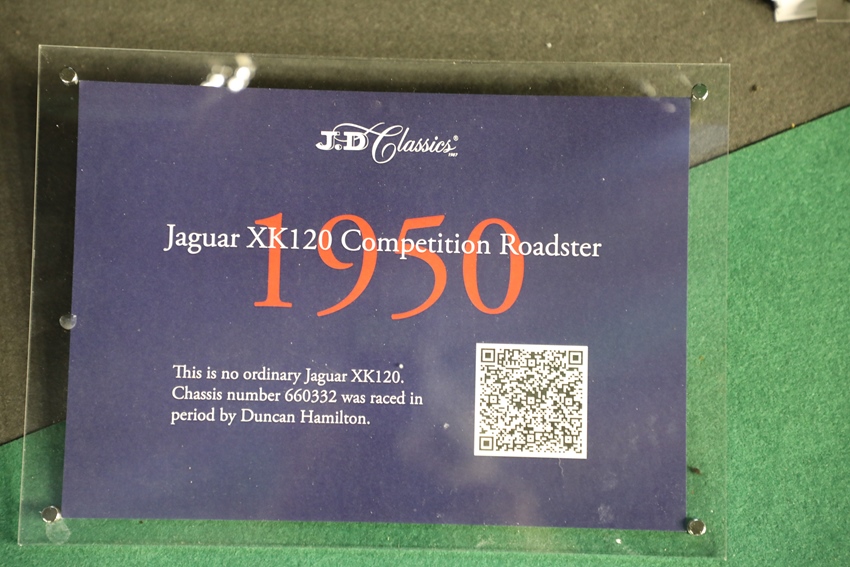 J.D Classics®
1950
Jaguar XK120 Competition Roadster
This is no ordinary Jaguar XK120.
Chassis number 660332 was raced in
period by Duncan Hamilton.